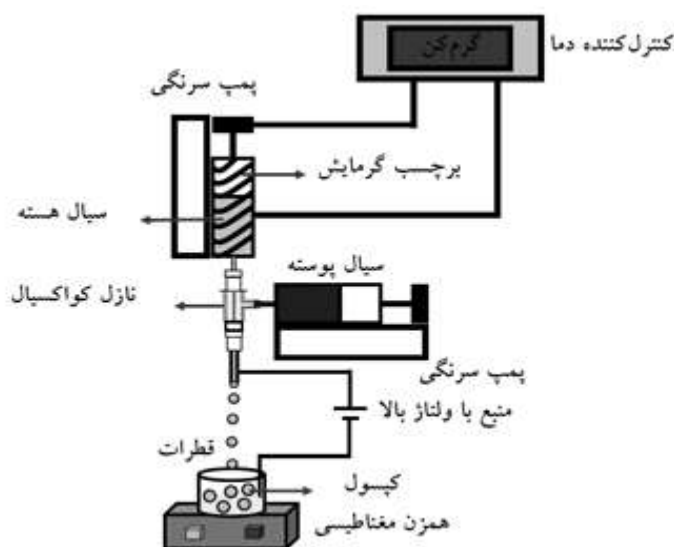 کنترل‌کننده دما
گرم‌کن
پمپ سرنگی
برچسب گرمایش
سیال هسته
سیال پوسته
نازل کواکسیال
پمپ سرنگی
منبع با ولتاژ بالا
قطرات
کپسول
همزن مغناطیسی